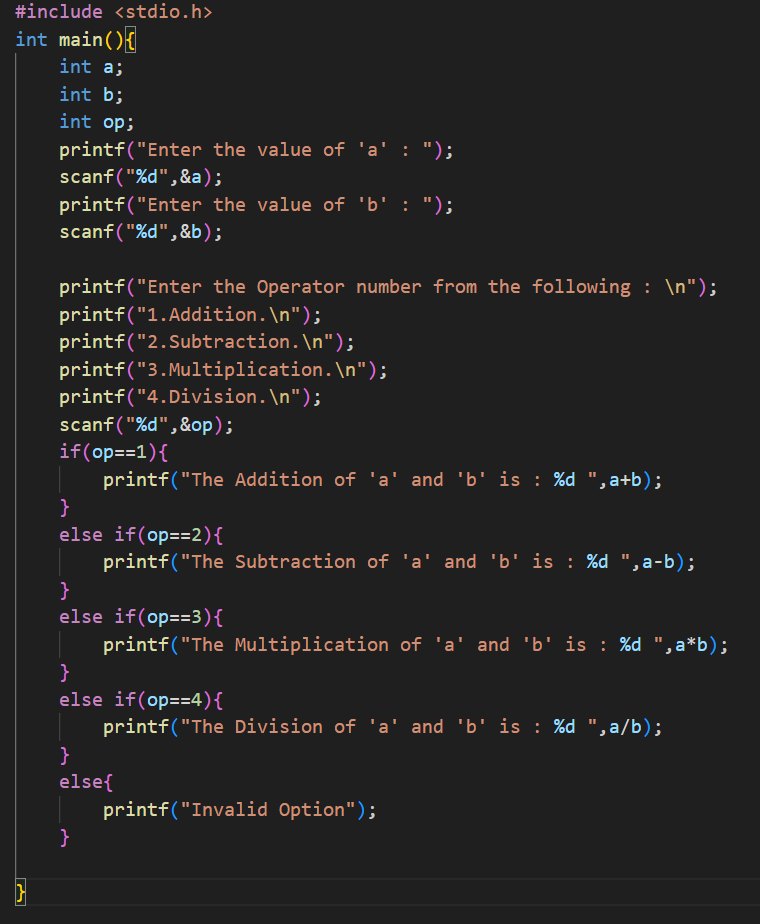 #include <stdio.h>
int main(){
    int a;
    int b;
    int op;
    printf("Enter the value of 'a' : ");
    scanf("%d",&a);
    printf("Enter the value of 'b' : ");
    scanf("%d",&b);

    printf("Enter the Operator number from the following : \n");
    printf("1.Addition.\n");
    printf("2.Subtraction.\n");
    printf("3.Multiplication.\n");
    printf("4.Division.\n");
    scanf("%d",&op);
    if(op==1){
        printf("The Addition of 'a' and 'b' is : %d ",a+b);
    }
    else if(op==2){
        printf("The Subtraction of 'a' and 'b' is : %d ",a-b);
    }
    else if(op==3){
        printf("The Multiplication of 'a' and 'b' is : %d ",a*b);
    }
    else if(op==4){
        printf("The Division of 'a' and 'b' is : %d ",a/b);
    }
    else{
        printf("Invalid Option");
    }

}